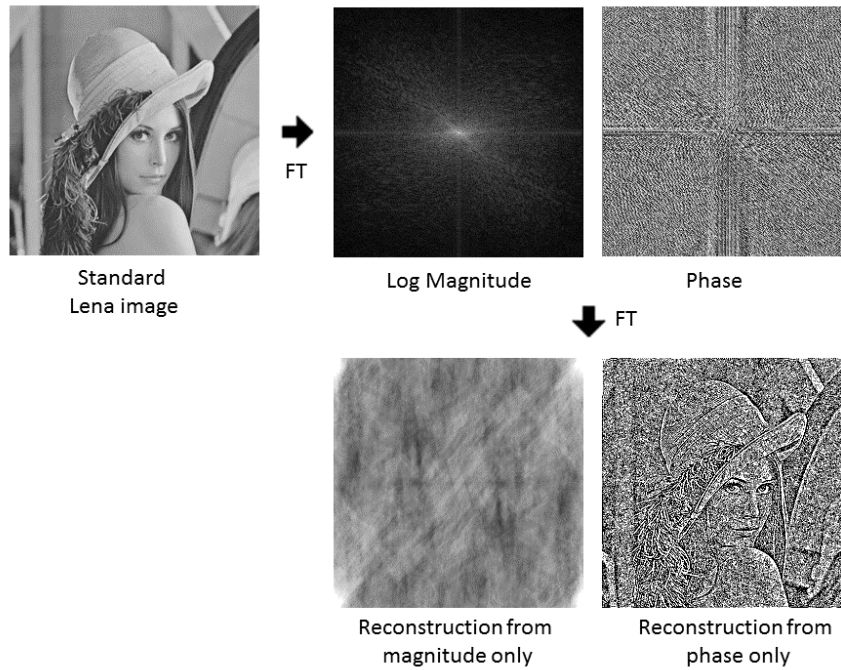 FT
Standard
Lena image
Log Magnitude
Phase
FT
Reconstruction from
magnitude only
Reconstruction from
phase only